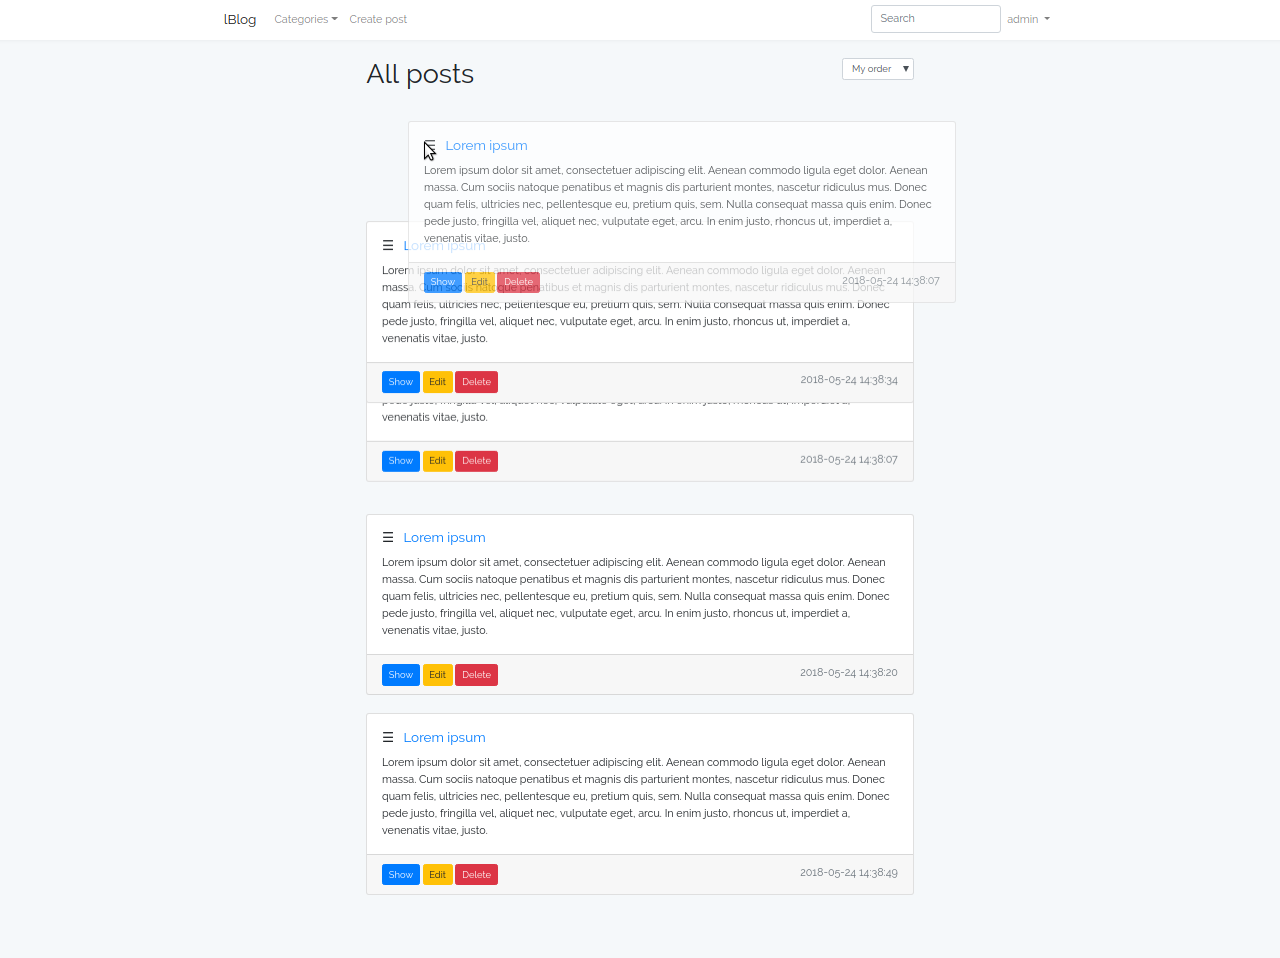 lBlog Categories Create post Search admin
All posts My order
☰ Lorem ipsum
Lorem ipsum dolor sit amet, consectetuer adipiscing elit. Aenean commodo ligula eget dolor. Aenean
massa. Cum sociis natoque penatibus et magnis dis parturient montes, nascetur ridiculus mus. Donec
quam felis, ultricies nec, pellentesque eu, pretium quis, sem. Nulla consequat massa quis enim. Donec
pede justo, fringilla vel, aliquet nec, vulputate eget, arcu. In enim justo, rhoncus ut, imperdiet a,
venenatis vitae, justo.
Show Edit Delete 2018-05-24 14:38:07
☰ Lorem ipsum
Lorem ipsum dolor sit amet, consectetuer adipiscing elit. Aenean commodo ligula eget dolor. Aenean
massa. Cum sociis natoque penatibus et magnis dis parturient montes, nascetur ridiculus mus. Donec
quam felis, ultricies nec, pellentesque eu, pretium quis, sem. Nulla consequat massa quis enim. Donec
pede justo, fringilla vel, aliquet nec, vulputate eget, arcu. In enim justo, rhoncus ut, imperdiet a,
venenatis vitae, justo.
Show Edit Delete 2018-05-24 14:38:34
venenatis vitae, justo.
Show Edit Delete 2018-05-24 14:38:07
☰ Lorem ipsum
Lorem ipsum dolor sit amet, consectetuer adipiscing elit. Aenean commodo ligula eget dolor. Aenean
massa. Cum sociis natoque penatibus et magnis dis parturient montes, nascetur ridiculus mus. Donec
quam felis, ultricies nec, pellentesque eu, pretium quis, sem. Nulla consequat massa quis enim. Donec
pede justo, fringilla vel, aliquet nec, vulputate eget, arcu. In enim justo, rhoncus ut, imperdiet a,
venenatis vitae, justo.
Show Edit Delete 2018-05-24 14:38:20
☰ Lorem ipsum
Lorem ipsum dolor sit amet, consectetuer adipiscing elit. Aenean commodo ligula eget dolor. Aenean
massa. Cum sociis natoque penatibus et magnis dis parturient montes, nascetur ridiculus mus. Donec
quam felis, ultricies nec, pellentesque eu, pretium quis, sem. Nulla consequat massa quis enim. Donec
pede justo, fringilla vel, aliquet nec, vulputate eget, arcu. In enim justo, rhoncus ut, imperdiet a,
venenatis vitae, justo.
Show Edit Delete 2018-05-24 14:38:49